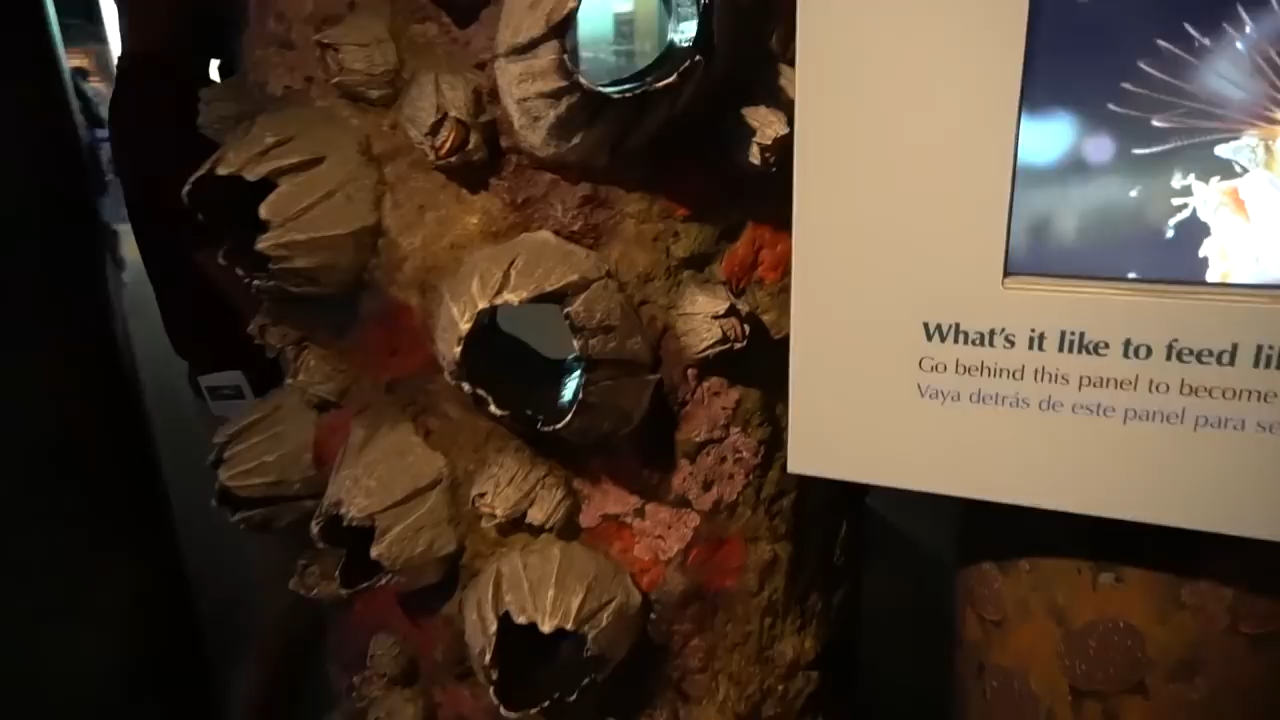 What's it like to feed
Go behind this panel to become
Vaya detrás de este panel para